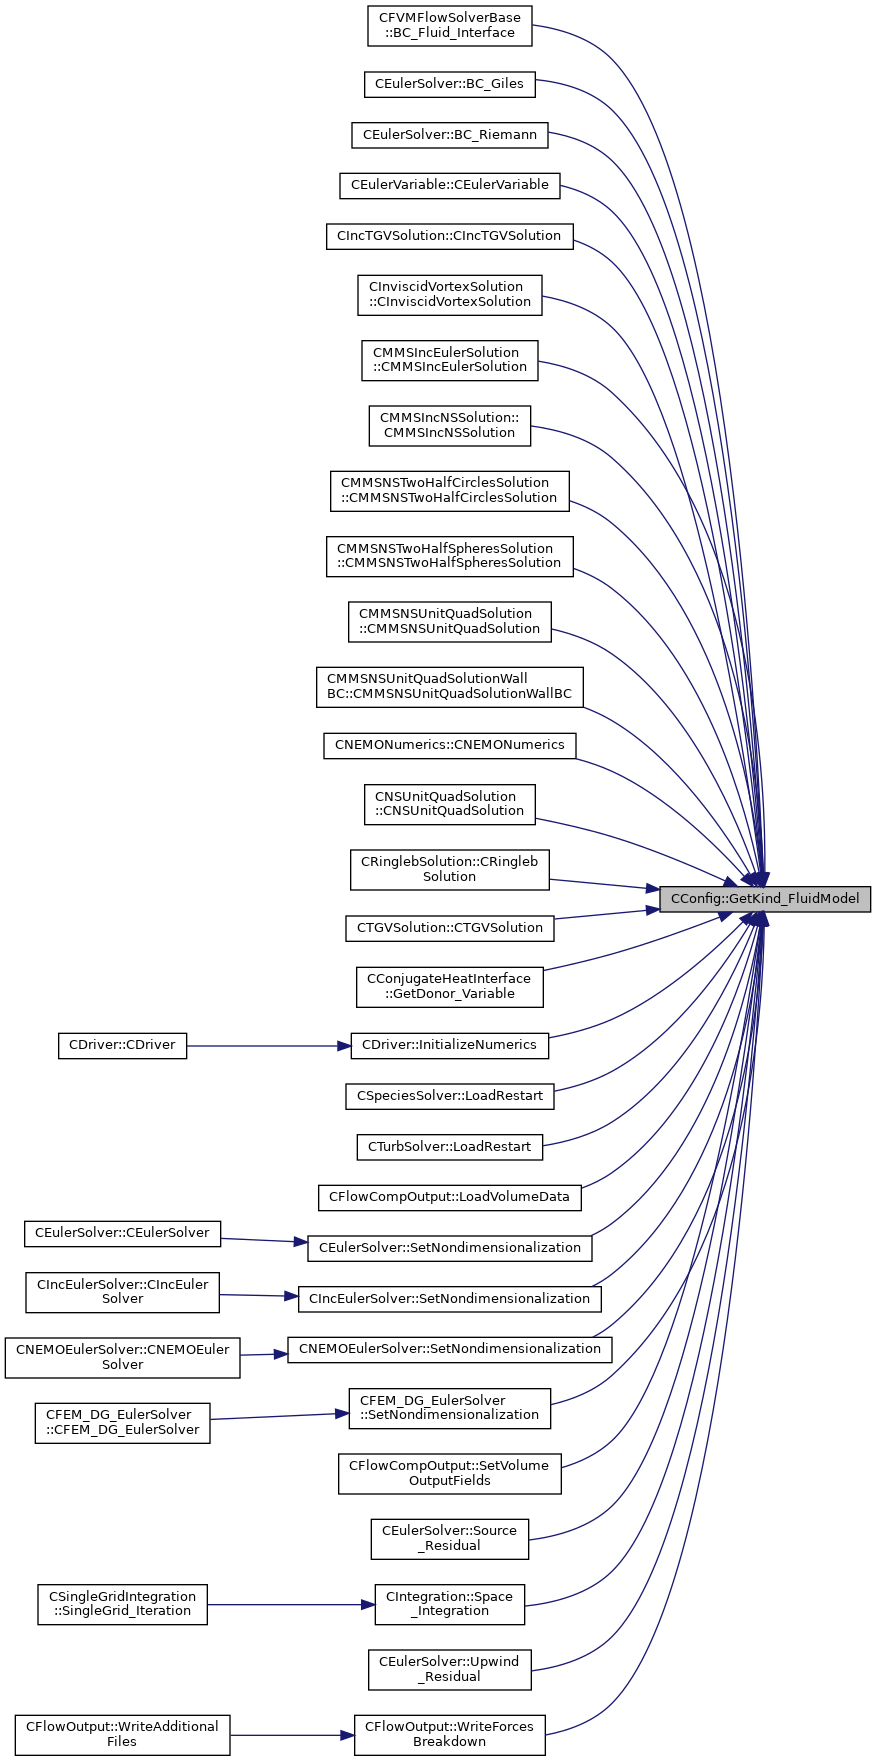 CFVMFlowSolverBase
::BC_Fluid_Interface
CEulerSolver::BC_Giles
CEulerSolver::BC_Riemann
CEulerVariable::CEulerVariable
CIncTGVSolution::CIncTGVSolution
CInviscidVortexSolution
::CInviscidVortexSolution
CMMSIncEulerSolution
::CMMSIncEulerSolution
CMMSIncNSSolution::
CMMSIncNSSolution
CMMSNSTwoHalfCirclesSolution
::CMMSNSTwoHalfCirclesSolution
CMMSNSTwoHalfSpheresSolution
::CMMSNSTwoHalfSpheresSolution
CMMSNSUnitQuadSolution
::CMMSNSUnitQuadSolution
CMMSNSUnitQuadSolutionWall
BC::CMMSNSUnitQuadSolutionWallBC
CNEMONumerics::CNEMONumerics
CNSUnitQuadSolution
::CNSUnitQuadSolution
CRinglebSolution::CRingleb
Solution
CConfig::GetKind_FluidModel
CTGVSolution::CTGVSolution
CConjugateHeatInterface
::GetDonor_Variable
CDriver::CDriver
CDriver::InitializeNumerics
CSpeciesSolver::LoadRestart
CTurbSolver::LoadRestart
CFlowCompOutput::LoadVolumeData
CEulerSolver::CEulerSolver
CEulerSolver::SetNondimensionalization
CIncEulerSolver::CIncEuler
Solver
CIncEulerSolver::SetNondimensionalization
CNEMOEulerSolver::CNEMOEuler
Solver
CNEMOEulerSolver::SetNondimensionalization
CFEM_DG_EulerSolver
::CFEM_DG_EulerSolver
CFEM_DG_EulerSolver
::SetNondimensionalization
CFlowCompOutput::SetVolume
OutputFields
CEulerSolver::Source
_Residual
CSingleGridIntegration
::SingleGrid_Iteration
CIntegration::Space
_Integration
CEulerSolver::Upwind
_Residual
CFlowOutput::WriteAdditional
Files
CFlowOutput::WriteForces
Breakdown